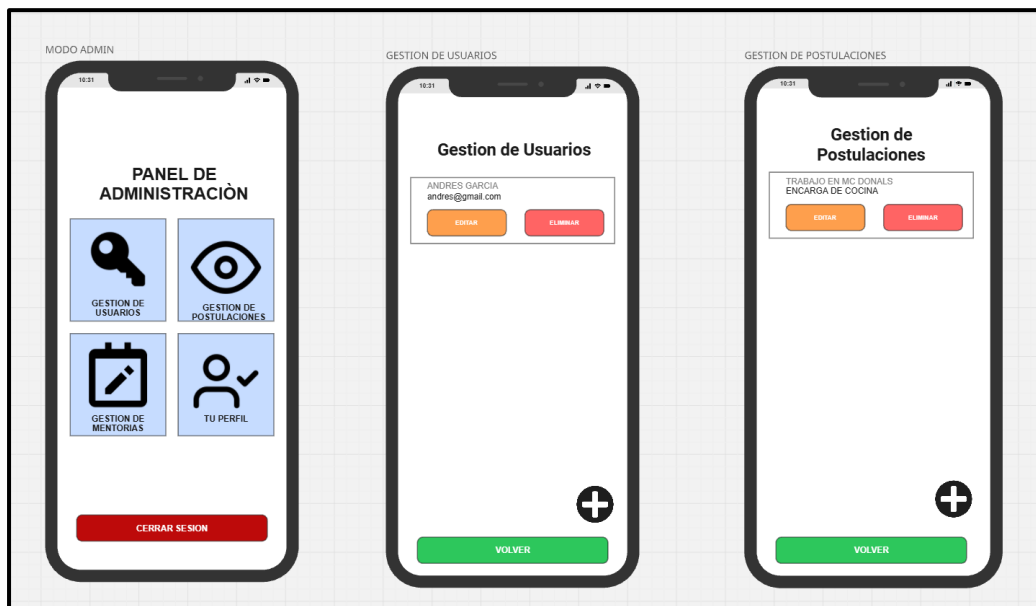 MODO ADMIN
10:31
PANEL DE
ADMINISTRACIÒN
GESTION DE
USUARIOS
GESTION DE
POSTULACIONES
GESTION DE
MENTORIAS
TU PERFIL
CERRAR SESION
GESTION DE USUARIOS
10:31
Gestion de Usuarios
ANDRES GARCIA
andres@gmail.com
EDITAR
ELIMINAR
VOLVER
GESTION DE POSTULACIONES
10:31
Gestion de
Postulaciones
TRABAJO EN MC DONALS
ENCARGA DE COCINA
EDITAR
ELIMINAR
VOLVER